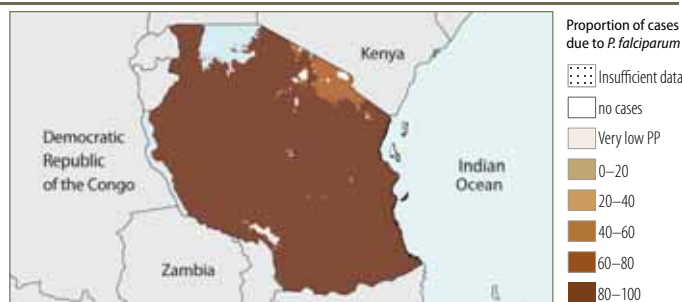 Proportion of cases
due to P. falciparum
Kenya
Insufficient data
no cases
Very low PP
Democratic
Republic
of the Congo
Indian
Ocean
0–20
20–40
40–60
Zambia
60–80
80–100